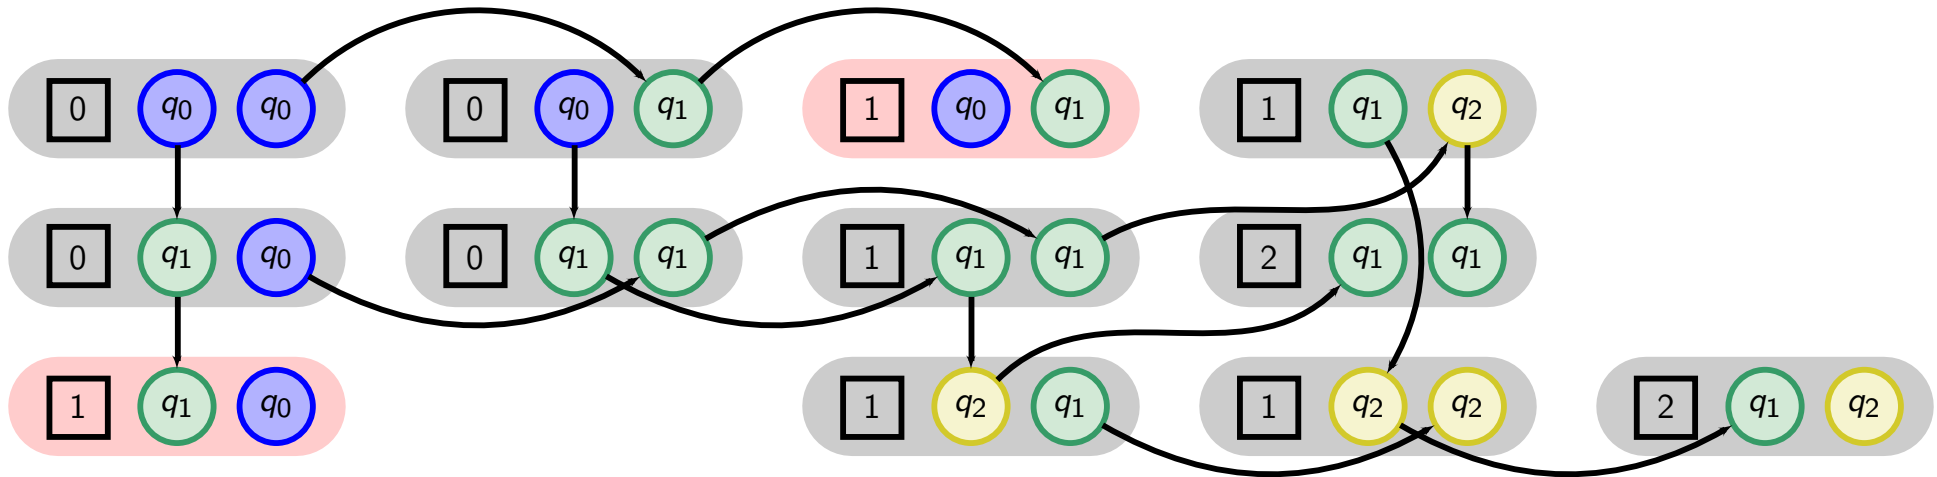 0 q0 q0 0 q0 q1 1 q0 q1 1 q1 q2
0 q1 q0 0 q1 q1 1 q1 q1 2 q1 q1
1 q1 q0 1 q2 q1 1 q2 q2 2 q1 q2